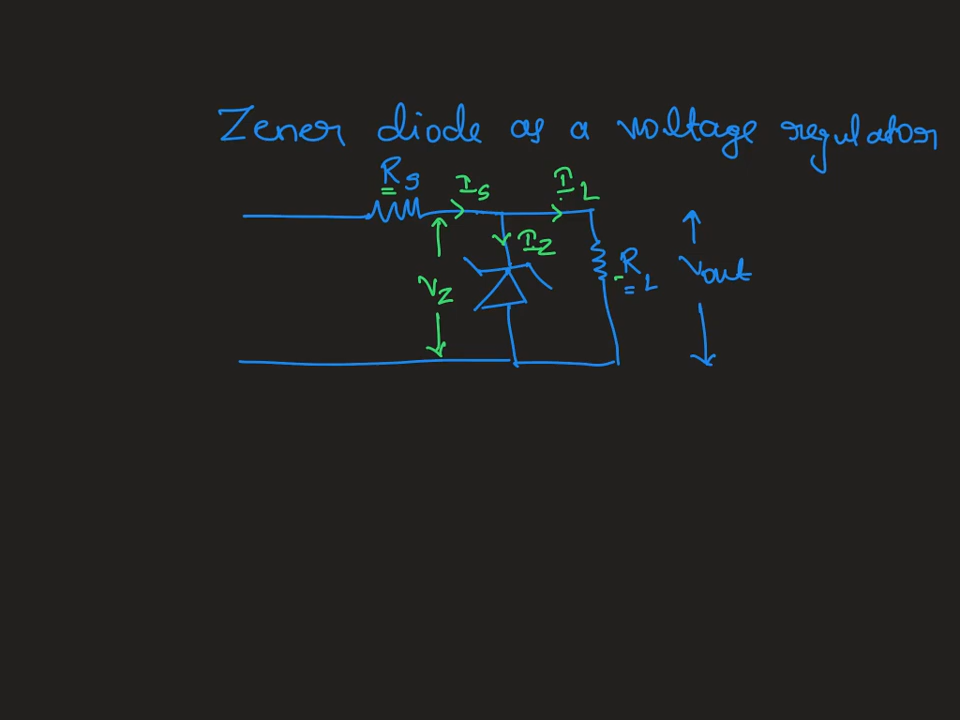 Zener diode as a voltage regulator
Rs
Is
IL
Iz
Vz
RL
Vout